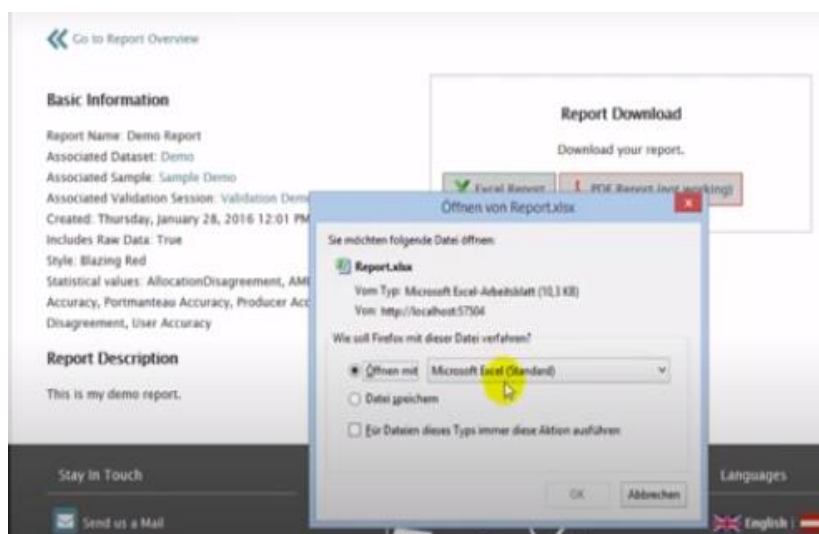 Go to Report Overview
Basic Information
Report Name: Demo Report
Associated Dataset: Demo
Associated Sample: Sample Demo
Associated Validation Session: Validation Demo
Created: Thursday, January 28, 2016 12:01 PM
Includes Raw Data: True
Style: Blazing Red
Statistical values: AllocationDisagreement,
Accuracy, Portmanteau Accuracy, Producer
Disagreement, User Accuracy
Report Description
This is my demo report.
Report Download
Download your report.
Excel Report
PDF Report (not working)
Öffnen von Report.xlsx
Sie möchten folgende Datei öffnen:
Report.xlsx
Vom Typ: Microsoft Excel-Arbeitsblatt (10,3 KB)
Von: http://localhost:57504
Wie soll Firefox mit dieser Datei verfahren?
Öffnen mit
Microsoft Excel (Standard)
Datei speichern
Für Dateien dieses Typs immer diese Aktion ausführen
OK
Abbrechen
Stay In Touch
Send us a Mail
Languages
English |